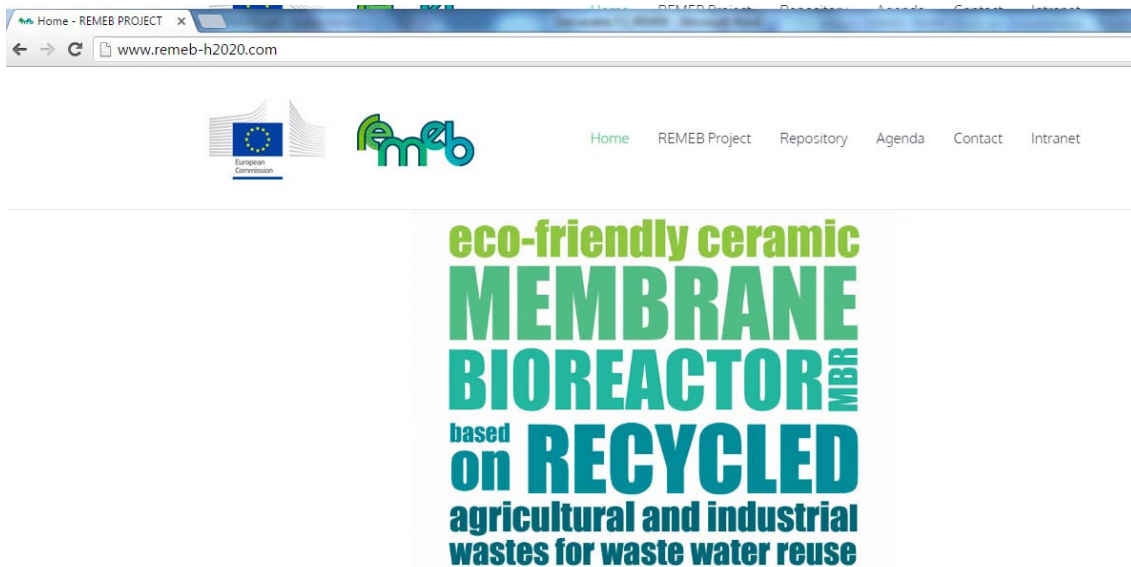 Home - REMEB PROJECT
www.remeb-h2020.com
European
Commission
remeb
Home REMEB Project Repository Agenda Contact Intranet
eco-friendly ceramic
MEMBRANE
BIOREACTOR MBR
based
on RECYCLED
agricultural and industrial
wastes for waste water reuse